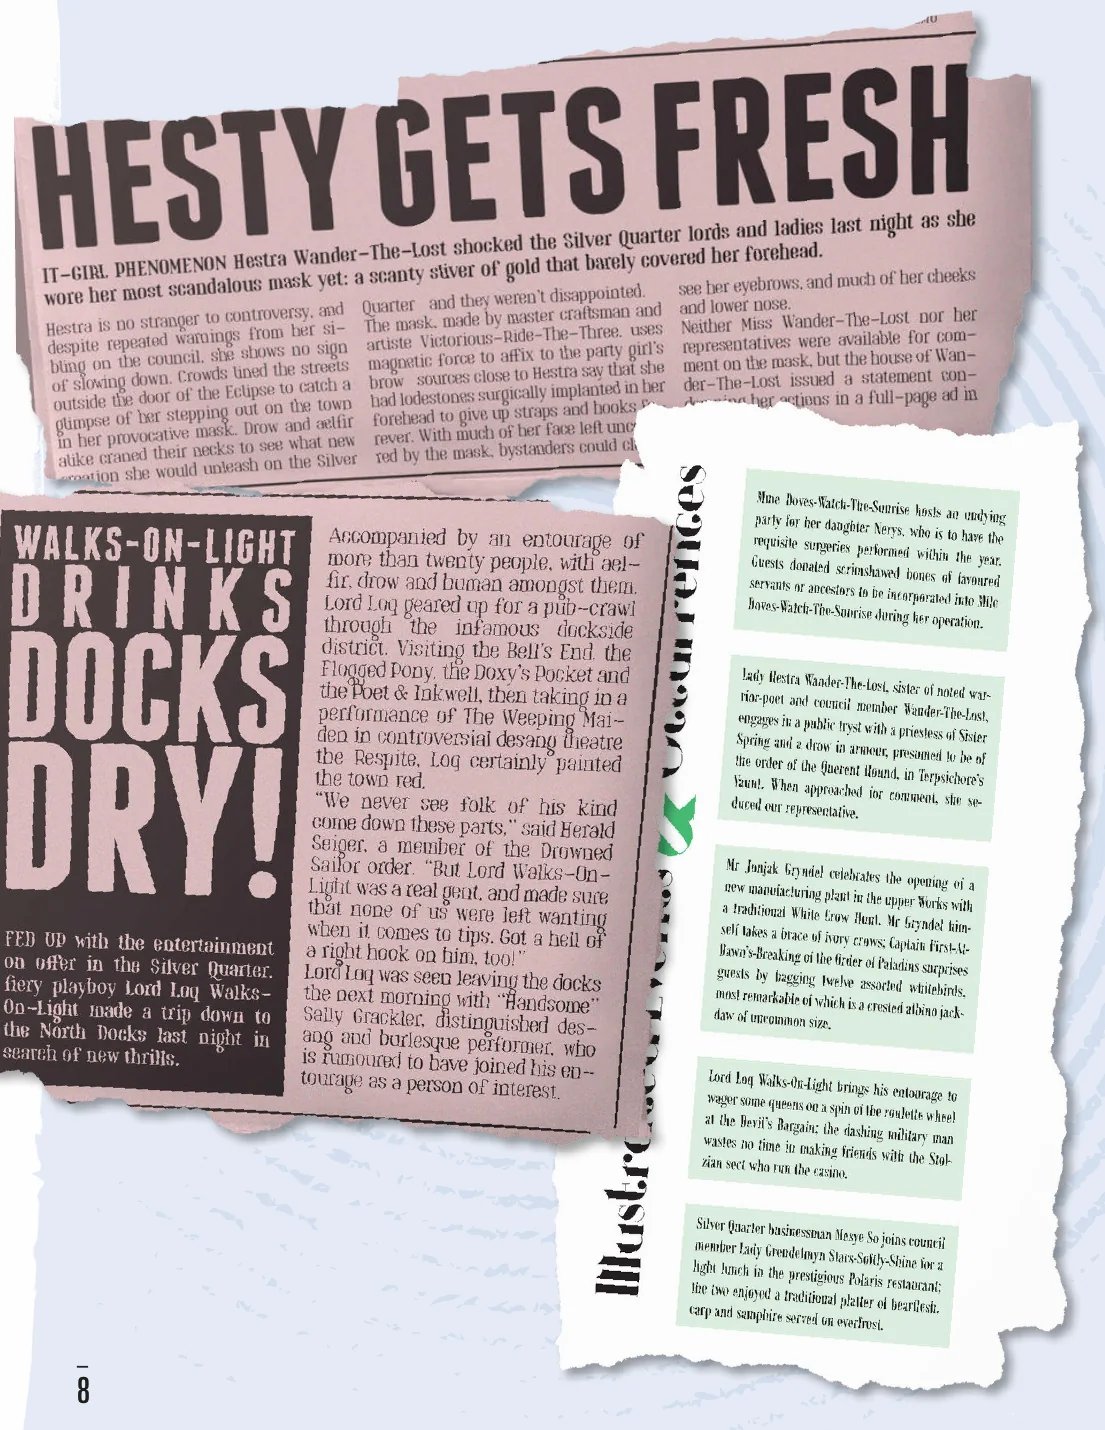 HESTY GETS FRESH
IT-GIRL PHENOMENON Hestra Wander-The-Lost shocked the Silver Quarter lords and ladies last night as she
wore her most scandalous mask yet: a scanty sliver of gold that barely covered her forehead.
Hestra is no stranger to controversy, and
despite repeated warnings from her si-
bling on the council, she shows no sign
of slowing down. Crowds lined the streets
outside the door of the Eclipse to catch a
glimpse of her stepping out on the town
in her provocative mask. Drow and aelfir
alike craned their necks to see what new
creation she would unleash on the Silver
Quarter and they weren't disappointed.
The mask, made by master craftsman and
artiste Victorious-Ride-The-Three, uses
magnetic force to affix to the party girl's
brow sources close to Hestra say that she
had lodestones surgically implanted in her
forehead to give up straps and hooks
rever. With much of her face left
red by the mask, bystanders could
see her eyebrows, and much of her cheeks
and lower nose.
Neither Miss Wander-The-Lost nor her
representatives were available for com-
ment on the mask, but the house of Wan-
der-The-Lost issued a statement con-
her actions in a full-page ad in
WALKS-ON-LIGHT
DRINKS
DOCKS
DRY!
FED UP with the entertainment
on offer in the Silver Quarter,
fiery playboy Lord Loq Walks-
On-Light made a trip down to
the North Docks last night in
search of new thrills.
Accompanied by an entourage of
more than twenty people, with ael-
fir, drow and human amongst them,
Lord Loq geared up for a pub-crawl
through the infamous dockside
district. Visiting the Bell's End, the
Flogged Pony, the Doxy's Pocket and
the Poet & Inkwell, then taking in a
performance of The Weeping Mai-
den in controversial desang theatre
the Respite, Loq certainly painted
the town red.
"We never see folk of his kind
come down these parts," said Herald
Seiger, a member of the Drowned
Sailor order. "But Lord Walks-On-
Light was a real gent, and made sure
that none of us were left wanting
when it comes to tips. Got a hell of
a right hook on him, too!"
Lord Loq was seen leaving the docks
the next morning with "Handsome"
Sally Grackler, distinguished des-
ang and burlesque performer, who
is rumoured to have joined his en-
tourage as a person of interest.
Illustrated Events & Occurrences
Mme Doves-Watch-The-Sunrise hosts an undying
party for her daughter Nerys, who is to have the
requisite surgeries performed within the year.
Guests donated scrimshawed bones of favoured
servants or ancestors to be incorporated into Mlle
Doves-Watch-The-Sunrise during her operation.
Lady Hestra Wander-The-Lost, sister of noted war-
rior-poet and council member Wander-The-Lost,
engages in a public tryst with a priestess of Sister
Spring and a drow in armour, presumed to be of
the order of the Querent Hound, in Terpsichore's
Vaunt. When approached for comment, she se-
duced our representative.
Mr Jonjak Gryndel celebrates the opening of a
new manufacturing plant in the upper Works with
a traditional White Crow Hunt. Mr Gryndel him-
self takes a brace of ivory crows; Captain First-At-
Dawn's-Breaking of the Order of Paladins surprises
guests by bagging twelve assorted whitebirds,
most remarkable of which is a crested albino jack-
daw of uncommon size.
Lord Loq Walks-On-Light brings his entourage to
wager some queens on a spin of the roulette wheel
at the Devil's Bargain; the dashing military man
wastes no time in making friends with the Stol-
zian sect who run the casino.
Silver Quarter businessman Mesye So joins council
member Lady Grendelmyn Stars-Softly-Shine for a
light lunch in the prestigious Polaris restaurant;
the two enjoyed a traditional platter of bearflesh,
carp and samphire served on everfrost.
8